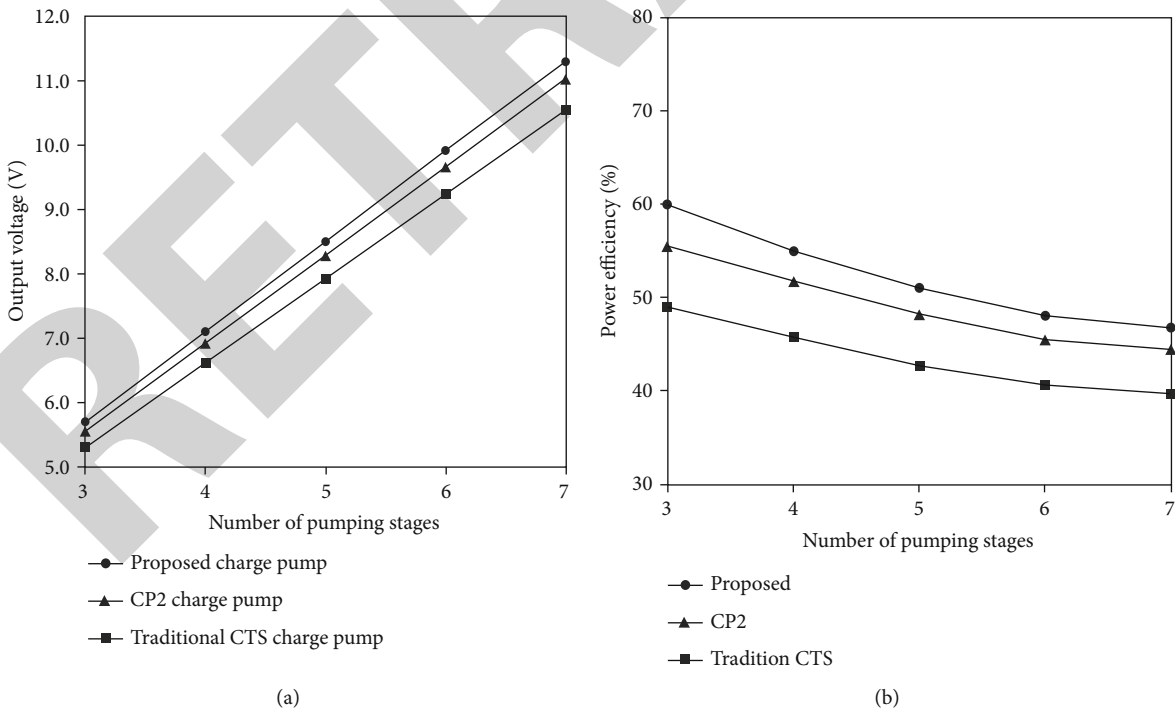 12.0
11.0
10.0
9.0
8.0
7.0
6.0
5.0
Output voltage (V)
3 4 5 6 7
Number of pumping stages
Proposed charge pump
CP2 charge pump
Traditional CTS charge pump
(a)
80
70
60
50
40
30
Power efficiency (%)
3 4 5 6 7
Number of pumping stages
Proposed
CP2
Tradition CTS
(b)